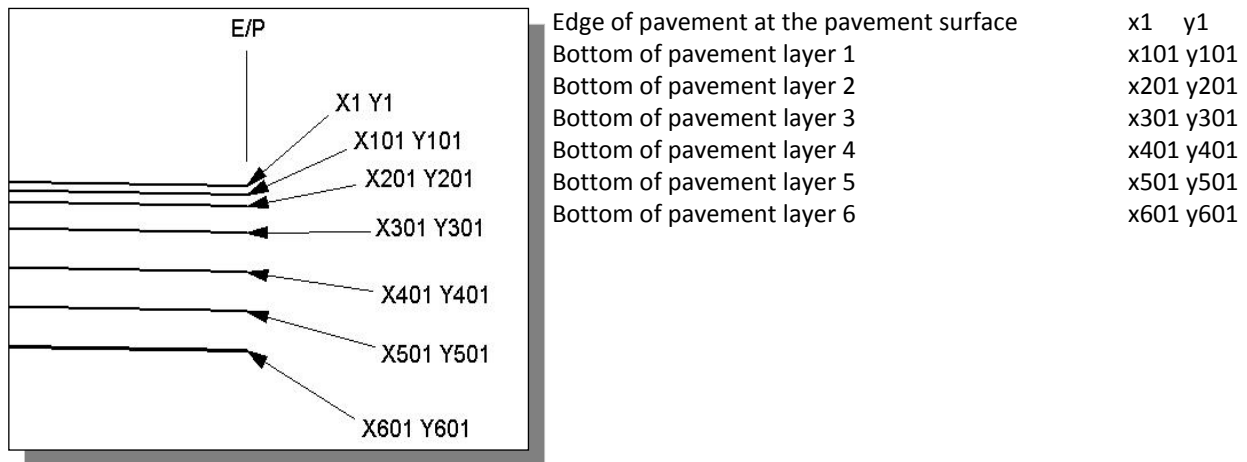 E/P
X1 Y1
X101 Y101
X201 Y201
X301 Y301
X401 Y401
X501 Y501
X601 Y601
Edge of pavement at the pavement surface x1 y1
Bottom of pavement layer 1 x101 y101
Bottom of pavement layer 2 x201 y201
Bottom of pavement layer 3 x301 y301
Bottom of pavement layer 4 x401 y401
Bottom of pavement layer 5 x501 y501
Bottom of pavement layer 6 x601 y601